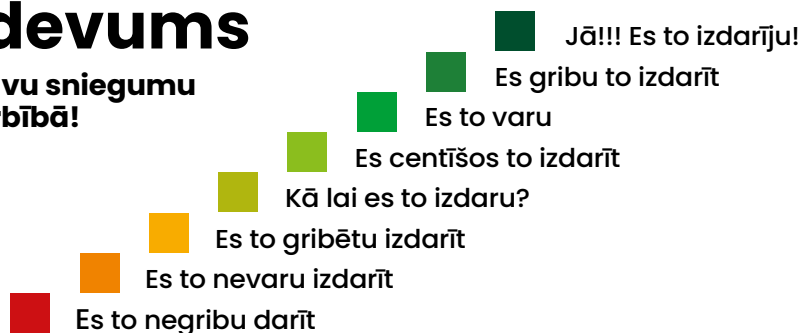 devums
vu sniegumu
rbībā!
Jā!!! Es to izdarīju!
Es gribu to izdarīt
Es to varu
Es centīšos to izdarīt
Kā lai es to izdaru?
Es to gribētu izdarīt
Es to nevaru izdarīt
Es to negribu darīt